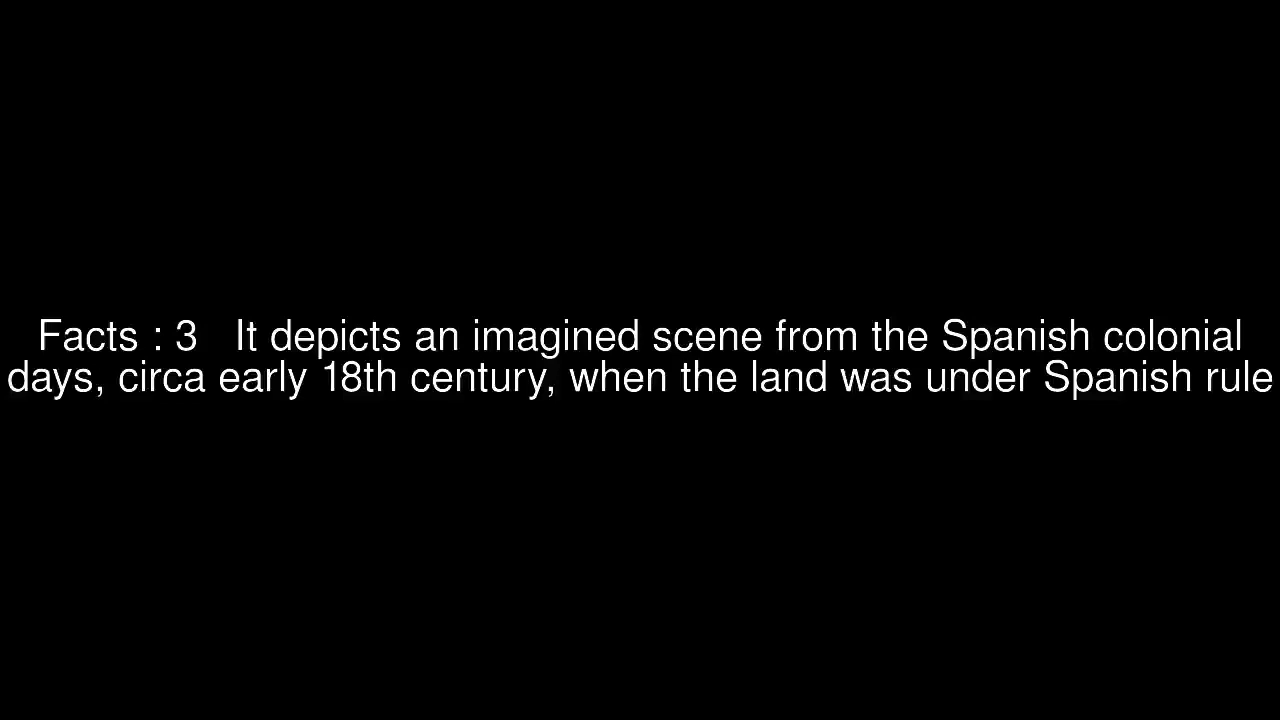 Facts : 3   It depicts an imagined scene from the Spanish colonial
days, circa early 18th century, when the land was under Spanish rule